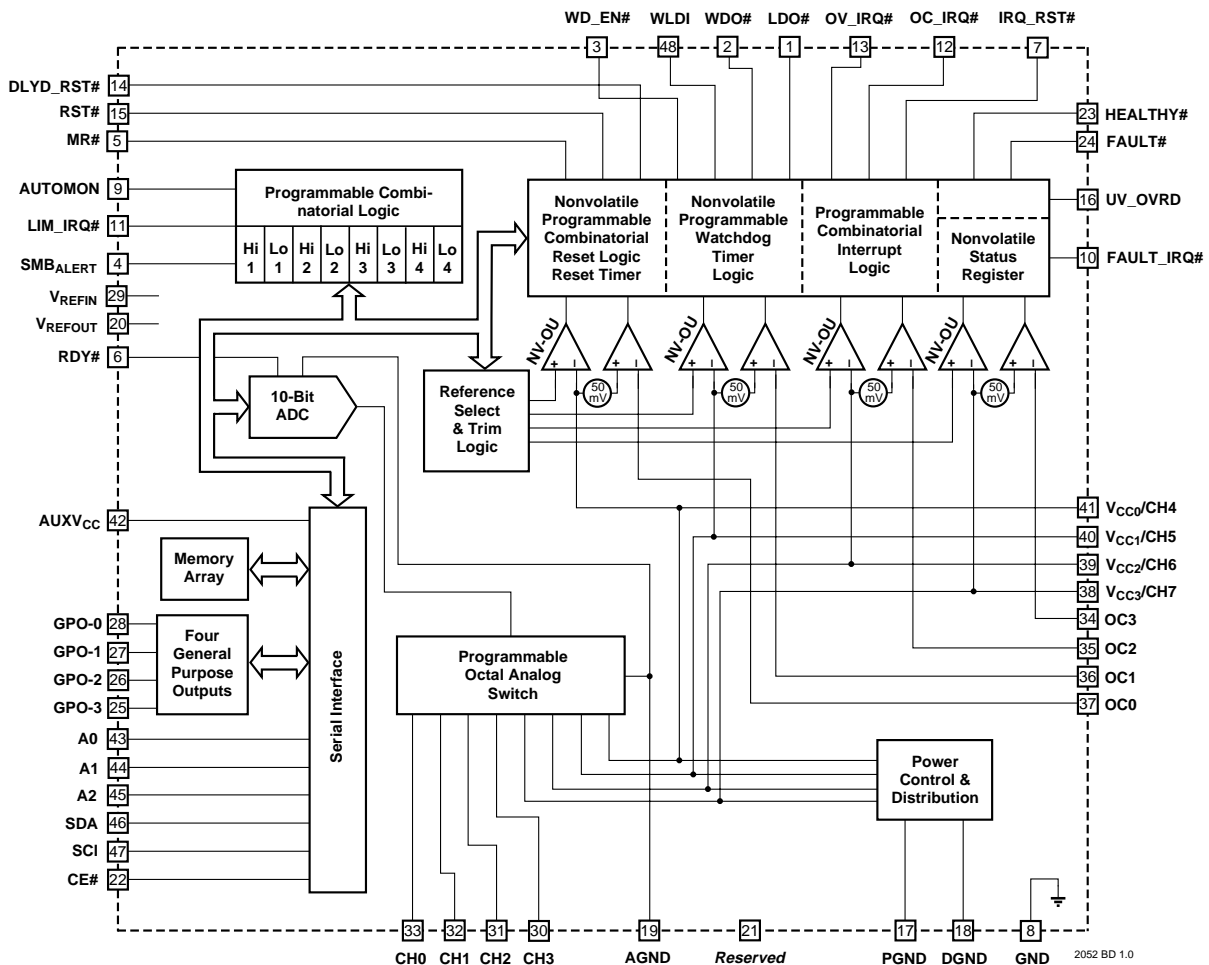 WD_EN# WLDI WDO# LDO# OV_IRQ# OC_IRQ# IRQ_RST#
3 48 2 1 13 12 7
DLYD_RST# 14
RST# 15
MR# 5
AUTOMON 9
LIM_IRQ# 11
SMBALERT 4
VREFIN 29
VREFOUT 20
RDY# 6
23 HEALTHY#
24 FAULT#
16 UV_OVRD
10 FAULT_IRQ#
Programmable Combi-
natorial Logic
Hi 1
Lo 1
Hi 2
Lo 2
Hi 3
Lo 3
Hi 4
Lo 4
Nonvolatile
Programmable
Combinatorial
Reset Logic
Reset Timer
Nonvolatile
Programmable
Watchdog
Timer
Logic
Programmable
Combinatorial
Interrupt
Logic
Nonvolatile
Status
Register
NV-OU
NV-OU
NV-OU
NV-OU
+ – + – + – + – + – + – + – + –
50 mV
50 mV
50 mV
50 mV
10-Bit
ADC
Reference
Select
& Trim
Logic
AUXVCC 42
Memory
Array
GPO-0 28
GPO-1 27
GPO-2 26
GPO-3 25
Four
General
Purpose
Outputs
A0 43
A1 44
A2 45
SDA 46
SCI 47
CE# 22
Serial Interface
Programmable
Octal Analog
Switch
41 VCC0/CH4
40 VCC1/CH5
39 VCC2/CH6
38 VCC3/CH7
34 OC3
35 OC2
36 OC1
37 OC0
Power
Control &
Distribution
33 32 31 30 19 21 17 18 8
CH0 CH1 CH2 CH3 AGND Reserved PGND DGND GND
2052 BD 1.0